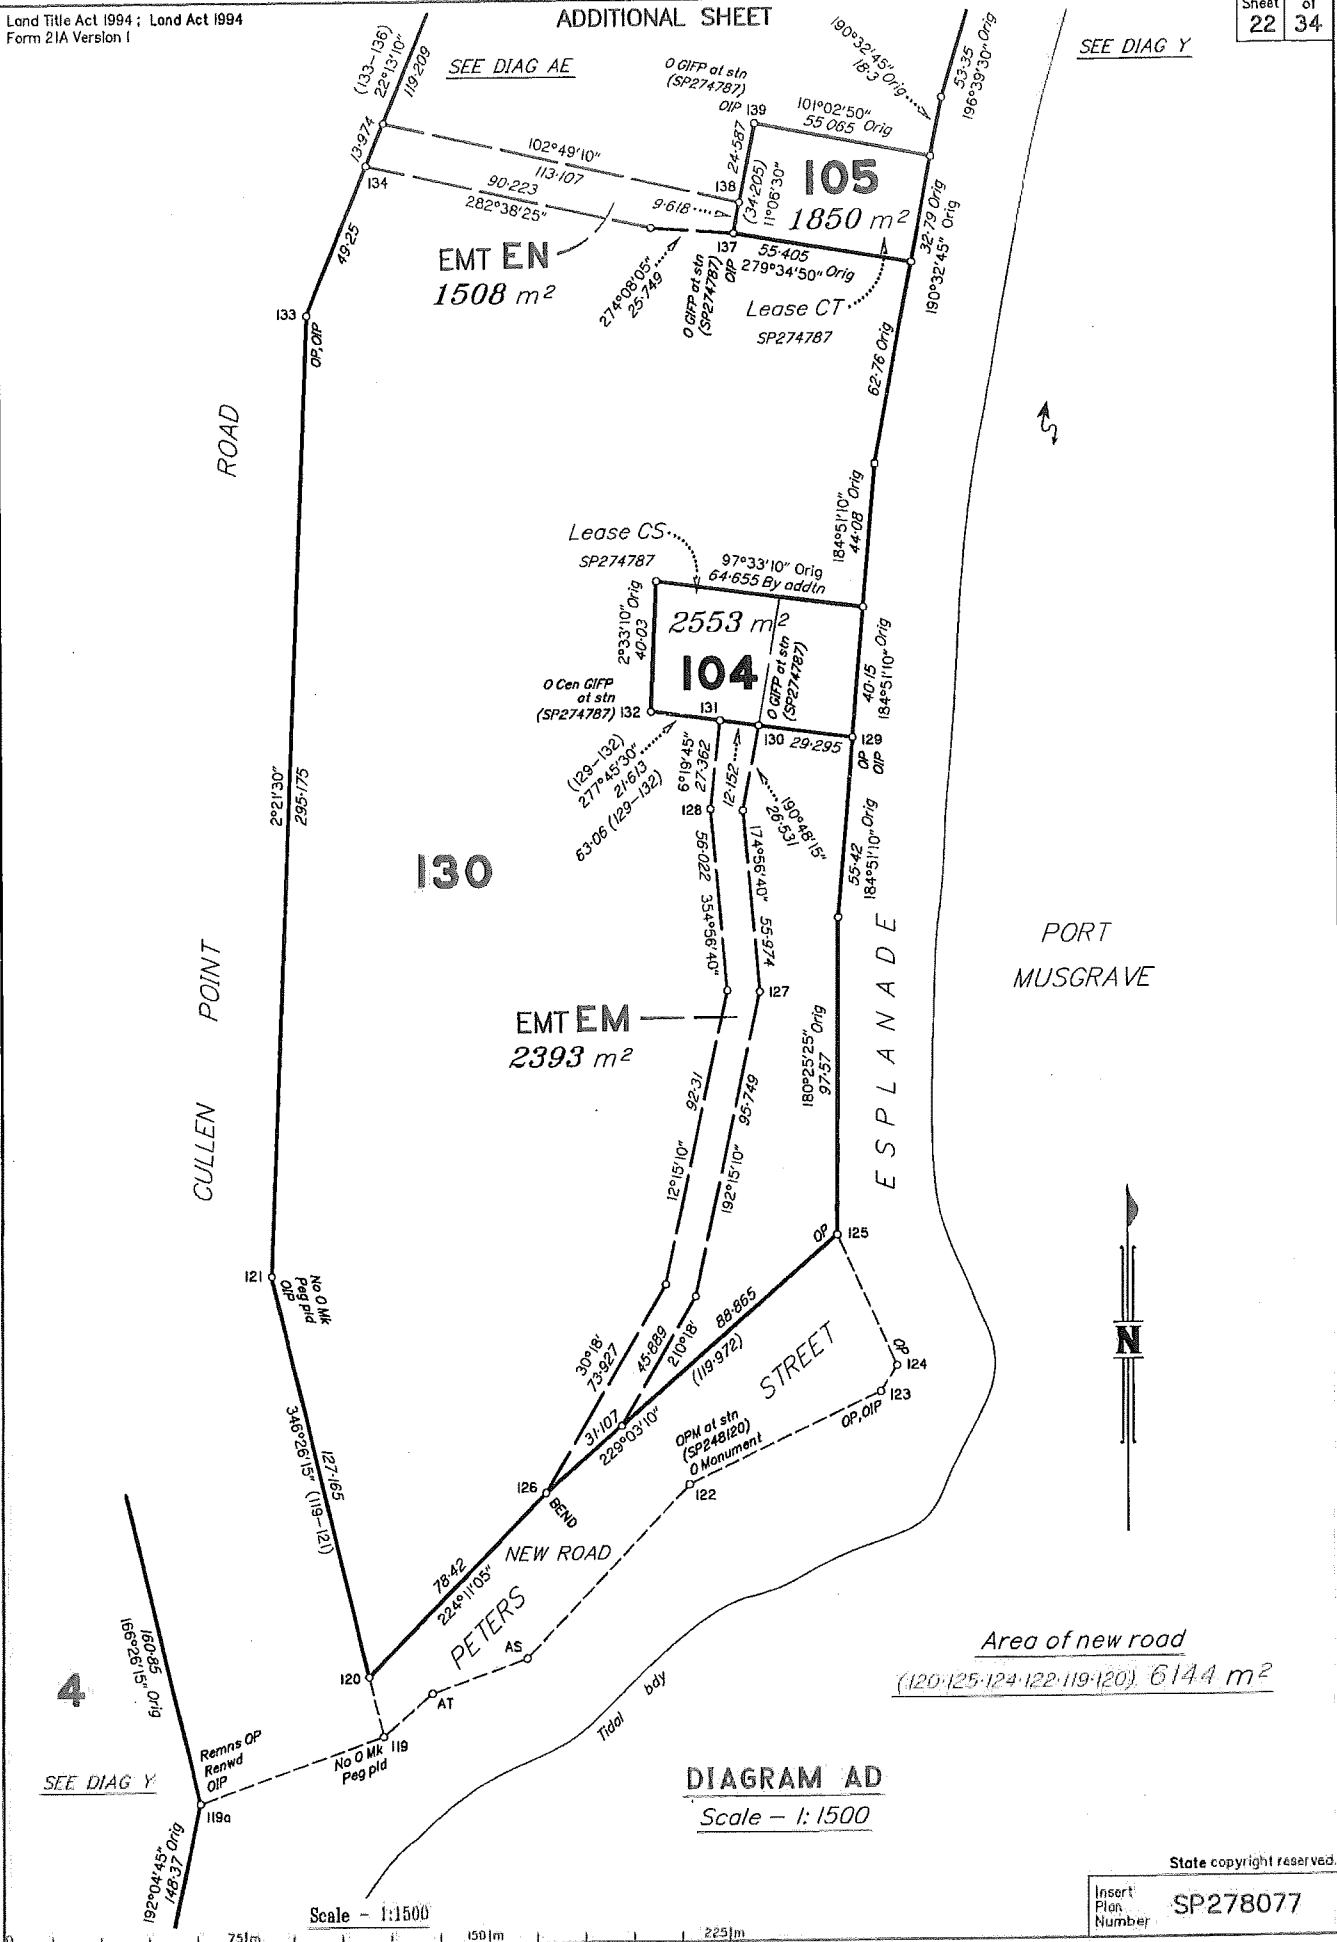 Land Title Act 1994 ; Land Act 1994
Form 21A Version 1
ADDITIONAL SHEET
Sheet of
22 34
SEE DIAG AE
SEE DIAG Y
(133-136)
22°13'10"
119·209
13·974
134
49·25
133
OP,OIP
102°49'10"
113·107
90·223
282°38'25"
O GIFP at stn
(SP274787)
OIP 139
24·587
(34·205)
11°06'30"
138
9·618
137
O GIFP at stn
(SP274787)
OIP
274°08'05"
25·749
EMT EN
1508 m²
101°02'50"
55·065 Orig
105
1850 m²
55·405
279°34'50" Orig
Lease CT
SP274787
190°32'45" Orig
18·3
53·35
196°39'30" Orig
32·79 Orig
190°32'45" Orig
62·76 Orig
184°51'10" Orig
44·08
ROAD
POINT
CULLEN
Lease CS
SP274787
97°33'10" Orig
64·655 By addtn
2°33'10" Orig
40·03
2553 m²
104
O GIFP at stn
(SP274787)
O Cen GIFP
at stn
(SP274787) 132
131
130 29·295
129
OP
OIP
40·15
184°51'10" Orig
(129-132)
277°45'30"
21·613
63·06 (129-132)
6°19'45"
27·362
12·152
190°48'15"
26·531
128
56·022 354°56'40"
174°56'40" 55·974
127
55·42
184°51'10" Orig
2°21'30"
295·175
130
EMT EM
2393 m²
12°15'10" 92·31
192°15'10" 95·749
180°25'25" Orig
97·57
ESPLANADE
PORT
MUSGRAVE
OP
125
121
No O Mk
Peg pld
OIP
30°18'
73·927
45·889
210°18'
88·865
(119·972)
31·107
229°03'10"
STREET
OP
124
123
OP,OIP
OPM at stn
(SP248120)
O Monument
122
126
BEND
346°26'15" (119-121)
127·165
78·42
224°11'05"
NEW ROAD
PETERS
AS
AT
120
119
No O Mk
Peg pld
N
160·85
166°26'15" Orig
4
Remns OP
Renwd
OIP
119a
SEE DIAG Y
192°04'45" Orig
148·37
Tidal bdy
Area of new road
(120·125·124·122·119·120) 6144 m²
DIAGRAM AD
Scale – 1:1500
Scale - 1:1500
State copyright reserved.
Insert
Plan
Number SP278077
0 75|m 150|m 225|m